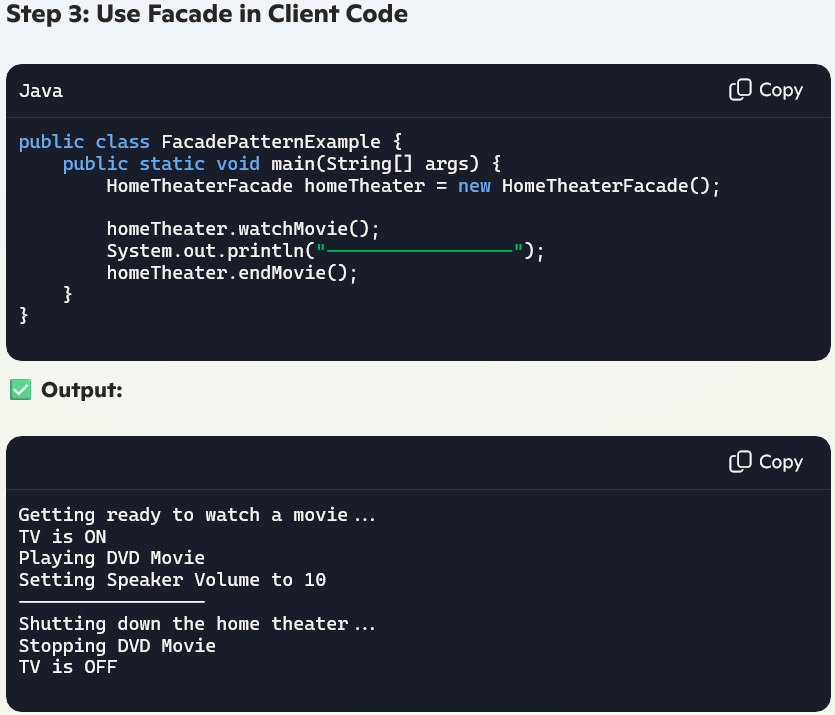 Step 3: Use Facade in Client Code
Java
Copy
public class FacadePatternExample {
    public static void main(String[] args) {
        HomeTheaterFacade homeTheater = new HomeTheaterFacade();

        homeTheater.watchMovie();
        System.out.println("-----------------");
        homeTheater.endMovie();
    }
}
✅ Output:
Copy
Getting ready to watch a movie...
TV is ON
Playing DVD Movie
Setting Speaker Volume to 10
-----------------
Shutting down the home theater...
Stopping DVD Movie
TV is OFF